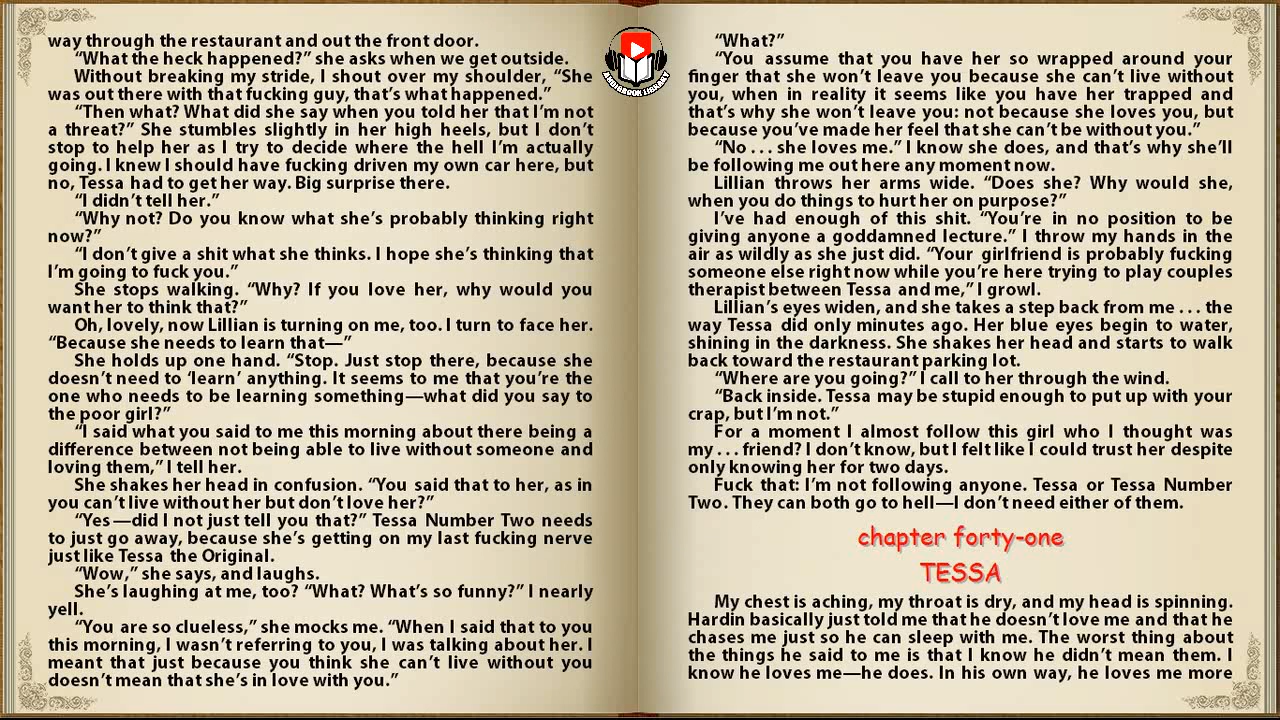 way through the restaurant and out the front door.
“What the heck happened?” she asks when we get outside.
Without breaking my stride, I shout over my shoulder, “She
was out there with that fucking guy, that’s what happened.”
“Then what? What did she say when you told her that I’m not
a threat?” She stumbles slightly in her high heels, but I don’t
stop to help her as I try to decide where the hell I’m actually
going. I knew I should have fucking driven my own car here, but
no, Tessa had to get her way. Big surprise there.
“I didn’t tell her.”
“Why not? Do you know what she’s probably thinking right
now?”
“I don’t give a shit what she thinks. I hope she’s thinking that
I’m going to fuck you.”
She stops walking. “Why? If you love her, why would you
want her to think that?”
Oh, lovely, now Lillian is turning on me, too. I turn to face her.
“Because she needs to learn that—”
She holds up one hand. “Stop. Just stop there, because she
doesn’t need to ‘learn’ anything. It seems to me that you’re the
one who needs to be learning something—what did you say to
the poor girl?”
“I said what you said to me this morning about there being a
difference between not being able to live without someone and
loving them,” I tell her.
She shakes her head in confusion. “You said that to her, as in
you can’t live without her but don’t love her?”
“Yes—did I not just tell you that?” Tessa Number Two needs
to just go away, because she’s getting on my last fucking nerve
just like Tessa the Original.
“Wow,” she says, and laughs.
She’s laughing at me, too? “What? What’s so funny?” I nearly
yell.
“You are so clueless,” she mocks me. “When I said that to you
this morning, I wasn’t referring to you, I was talking about her. I
meant that just because you think she can’t live without you
doesn’t mean that she’s in love with you.”
AUDIOBOOK LIBRARY
“What?”
“You assume that you have her so wrapped around your
finger that she won’t leave you because she can’t live without
you, when in reality it seems like you have her trapped and
that’s why she won’t leave you: not because she loves you, but
because you’ve made her feel that she can’t be without you.”
“No . . . she loves me.” I know she does, and that’s why she’ll
be following me out here any moment now.
Lillian throws her arms wide. “Does she? Why would she,
when you do things to hurt her on purpose?”
I’ve had enough of this shit. “You’re in no position to be
giving anyone a goddamned lecture.” I throw my hands in the
air as wildly as she just did. “Your girlfriend is probably fucking
someone else right now while you’re here trying to play couples
therapist between Tessa and me,” I growl.
Lillian’s eyes widen, and she takes a step back from me . . . the
way Tessa did only minutes ago. Her blue eyes begin to water,
shining in the darkness. She shakes her head and starts to walk
back toward the restaurant parking lot.
“Where are you going?” I call to her through the wind.
“Back inside. Tessa may be stupid enough to put up with your
crap, but I’m not.”
For a moment I almost follow this girl who I thought was
my . . . friend? I don’t know, but I felt like I could trust her despite
only knowing her for two days.
Fuck that: I’m not following anyone. Tessa or Tessa Number
Two. They can both go to hell—I don’t need either of them.
chapter forty-one
TESSA
My chest is aching, my throat is dry, and my head is spinning.
Hardin basically just told me that he doesn’t love me and that he
chases me just so he can sleep with me. The worst thing about
the things he said to me is that I know he didn’t mean them. I
know he loves me—he does. In his own way, he loves me more